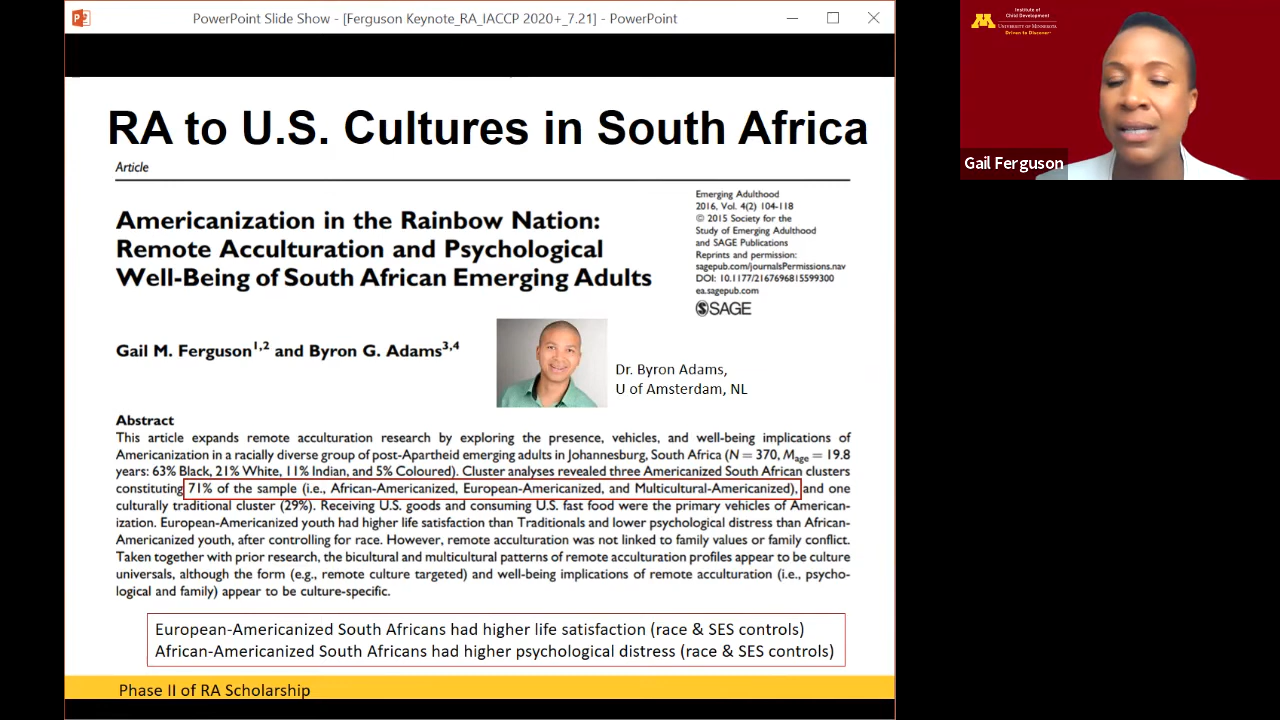 PowerPoint Slide Show - [Ferguson Keynote_RA_IACCP 2020+_7.21] - PowerPoint
RA to U.S. Cultures in South Africa
Article
Americanization in the Rainbow Nation:
Remote Acculturation and Psychological
Well-Being of South African Emerging Adults
Emerging Adulthood
2016, Vol. 4(2) 104-118
© 2015 Society for the
Study of Emerging Adulthood
and SAGE Publications
Reprints and permission:
sagepub.com/journalsPermissions.nav
DOI: 10.1177/2167696815599300
ea.sagepub.com
SAGE
Gail M. Ferguson1,2 and Byron G. Adams3,4
Dr. Byron Adams,
U of Amsterdam, NL
Abstract
This article expands remote acculturation research by exploring the presence, vehicles, and well-being implications of
Americanization in a racially diverse group of post-Apartheid emerging adults in Johannesburg, South Africa (N = 370, Mage = 19.8
years: 63% Black, 21% White, 11% Indian, and 5% Coloured). Cluster analyses revealed three Americanized South African clusters
constituting 71% of the sample (i.e., African-Americanized, European-Americanized, and Multicultural-Americanized), and one
culturally traditional cluster (29%). Receiving U.S. goods and consuming U.S. fast food were the primary vehicles of American-
ization. European-Americanized youth had higher life satisfaction than Traditionals and lower psychological distress than African-
Americanized youth, after controlling for race. However, remote acculturation was not linked to family values or family conflict.
Taken together with prior research, the bicultural and multicultural patterns of remote acculturation profiles appear to be culture
universals, although the form (e.g., remote culture targeted) and well-being implications of remote acculturation (i.e., psycho-
logical and family) appear to be culture-specific.
European-Americanized South Africans had higher life satisfaction (race & SES controls)
African-Americanized South Africans had higher psychological distress (race & SES controls)
Phase II of RA Scholarship
Institute of
Child Development
UNIVERSITY OF MINNESOTA
Driven to Discover
Gail Ferguson